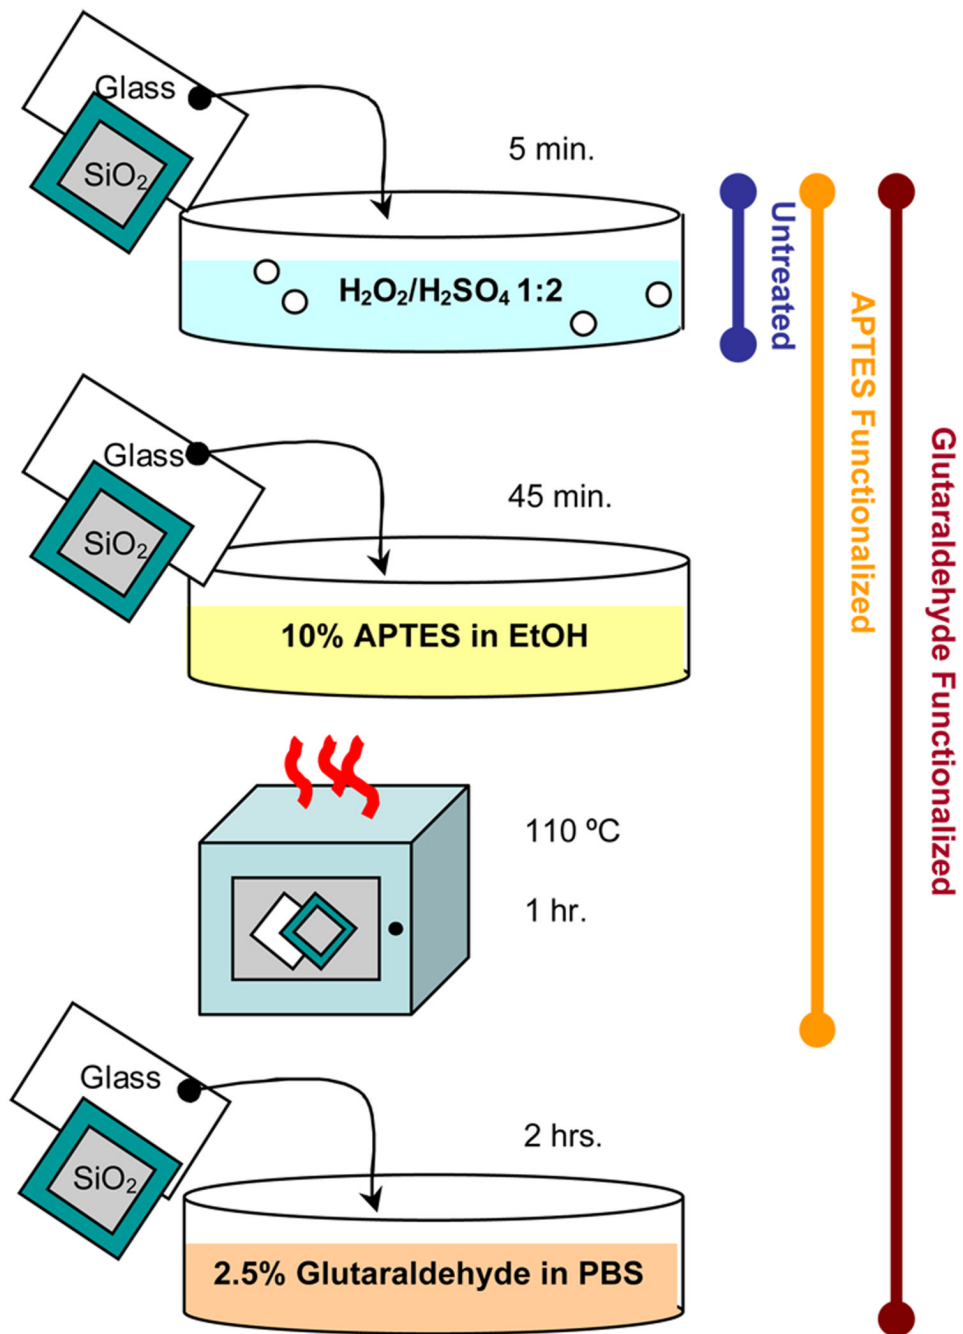 Glass
SiO₂
5 min.
H₂O₂/H₂SO₄ 1:2
Untreated
APTES Functionalized
Glutaraldehyde Functionalized
Glass
SiO₂
45 min.
10% APTES in EtOH
110 ºC
1 hr.
Glass
SiO₂
2 hrs.
2.5% Glutaraldehyde in PBS